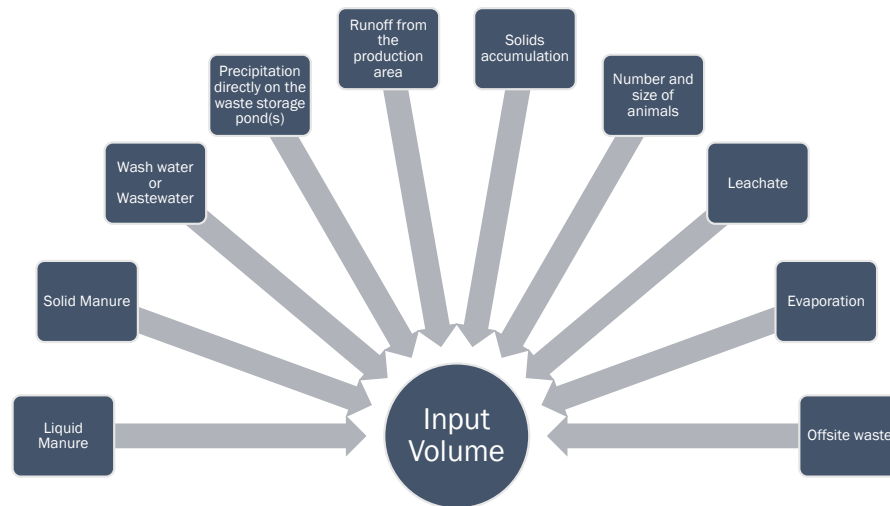 Liquid
Manure
Solid Manure
Wash water
or
Wastewater
Precipitation
directly on the
waste storage
pond(s)
Runoff from
the
production
area
Solids
accumulation
Number and
size of
animals
Leachate
Evaporation
Offsite waste
Input
Volume